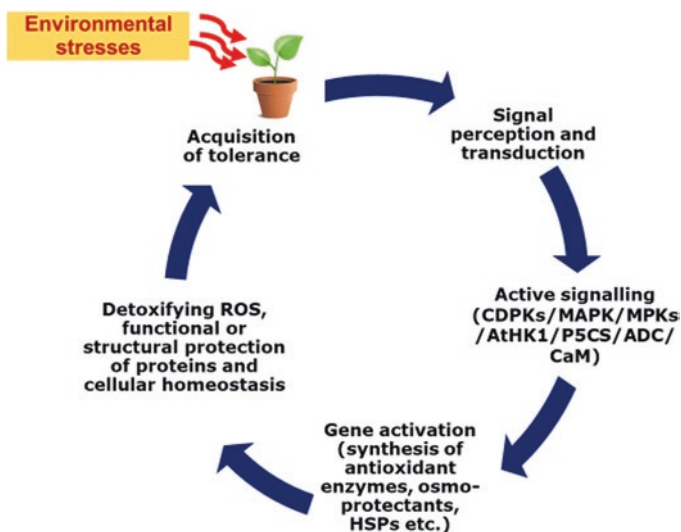 Environmental
stresses
Acquisition
of tolerance
Signal
perception and
transduction
Active signalling
(CDPKs/MAPK/MPKs
/AtHK1/P5CS/ADC/
CaM)
Gene activation
(synthesis of
antioxidant
enzymes, osmo-
protectants,
HSPs etc.)
Detoxifying ROS,
functional or
structural protection
of proteins and
cellular homeostasis